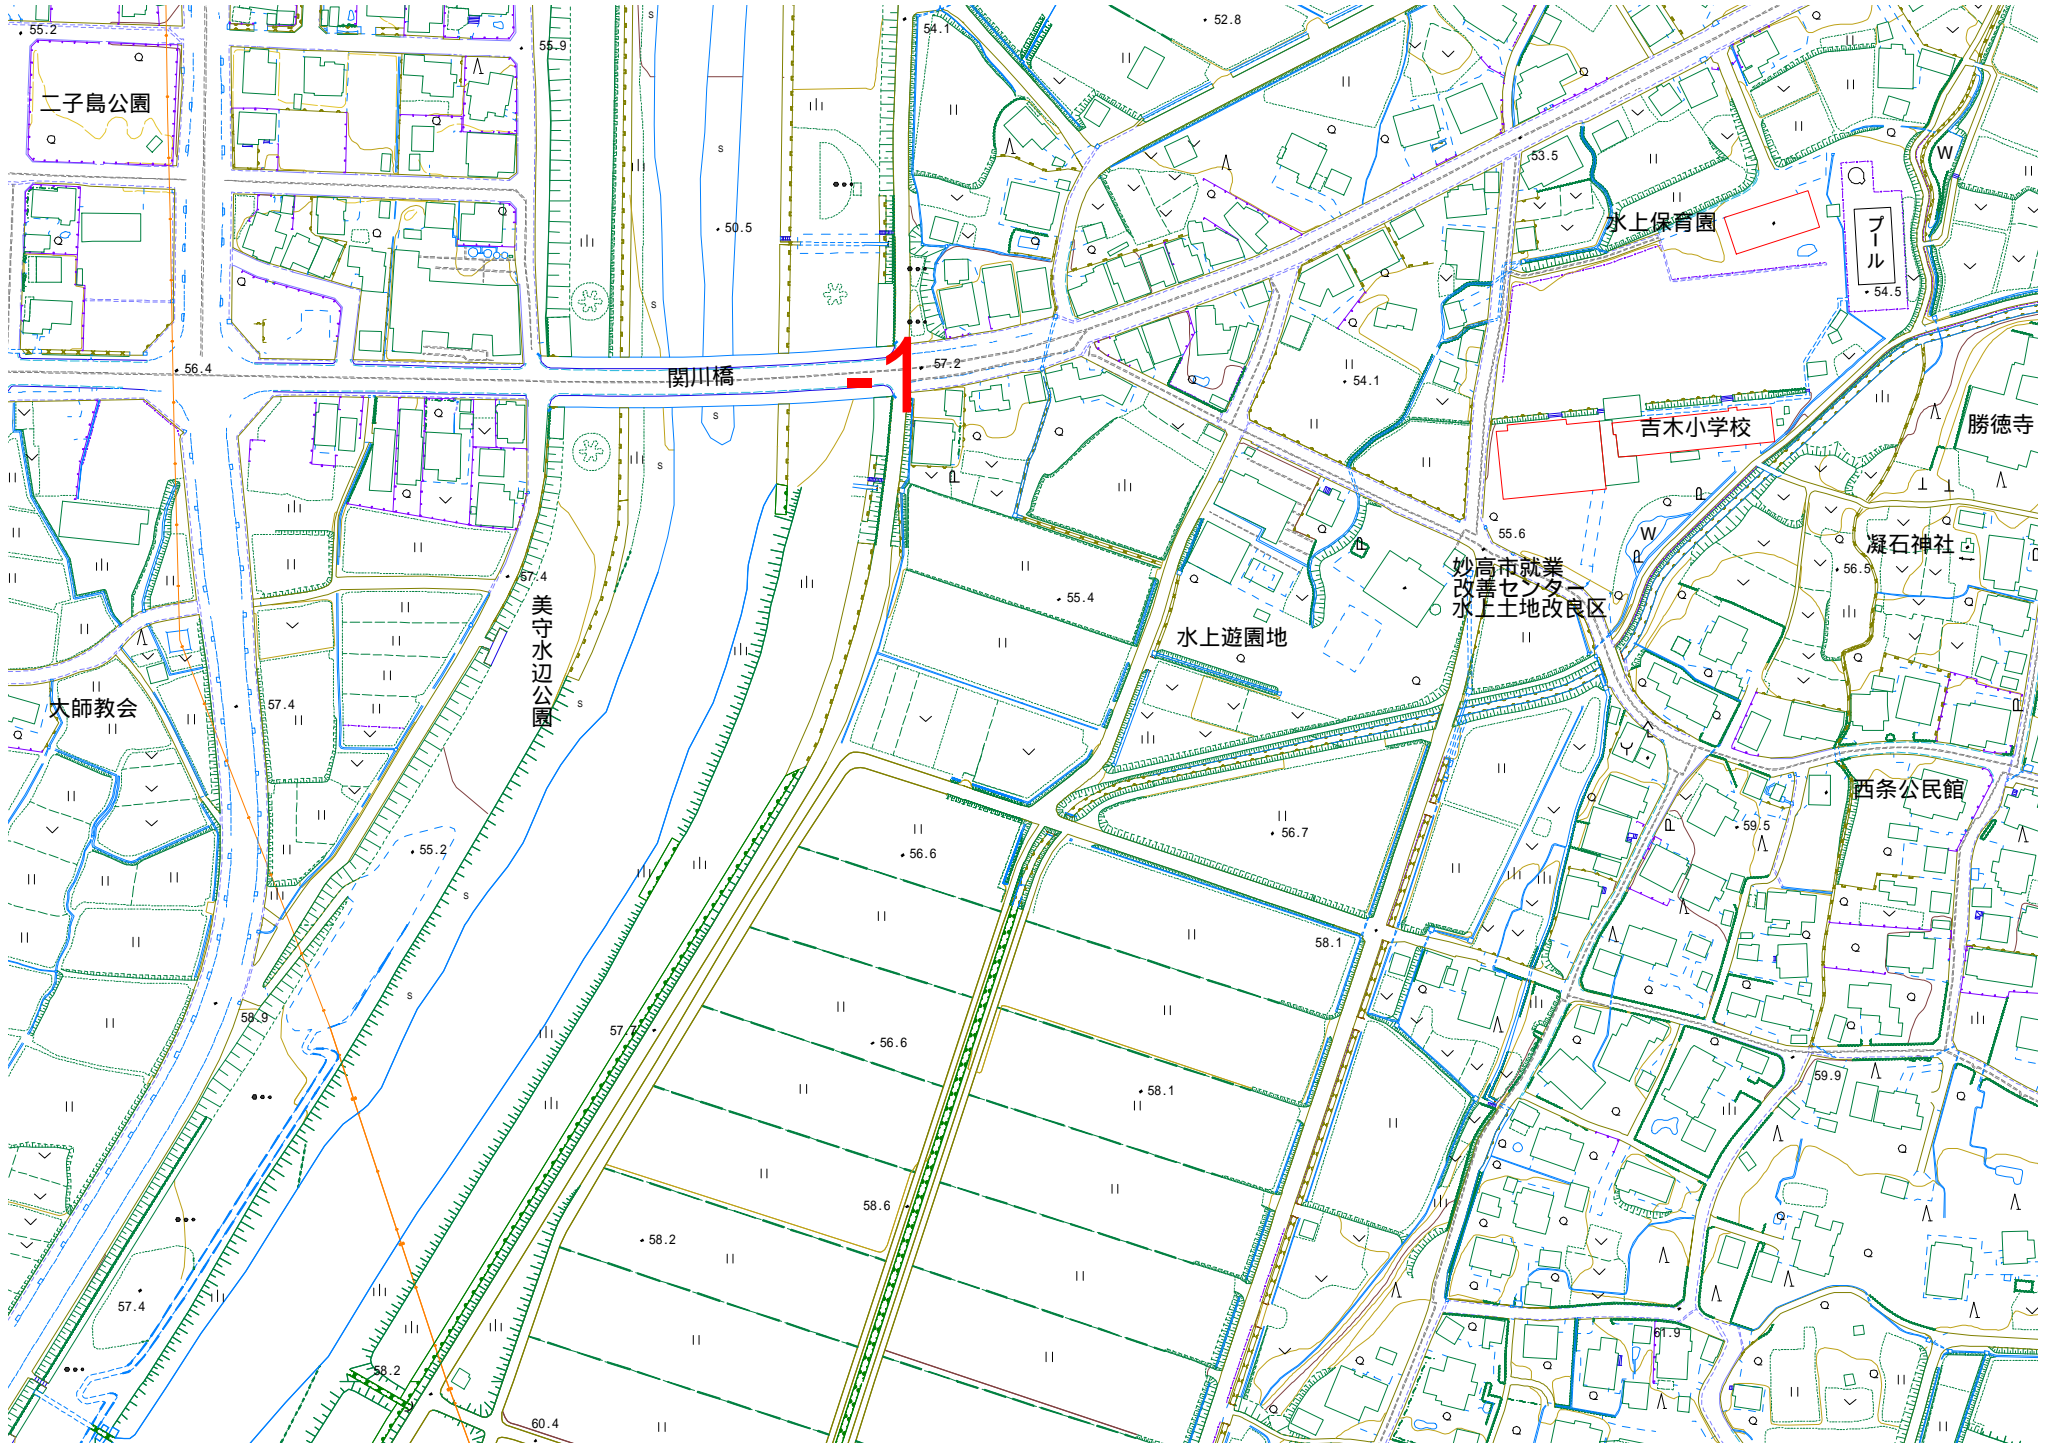 55.2
55.9
54.1
52.8
二子島公園
53.5
水上保育園
プール
50.5
54.5
56.4
関川橋
-1
57.2
54.1
吉木小学校
勝徳寺
55.6
凝石神社
56.5
57.4
55.4
妙高市就業
改善センター
水上土地改良区
美守水辺公園
水上遊園地
大師教会
57.4
西条公民館
59.5
55.2
56.6
56.7
58.1
58.9
57.7
56.6
58.1
59.9
58.6
58.2
57.4
61.9
58.2
60.4